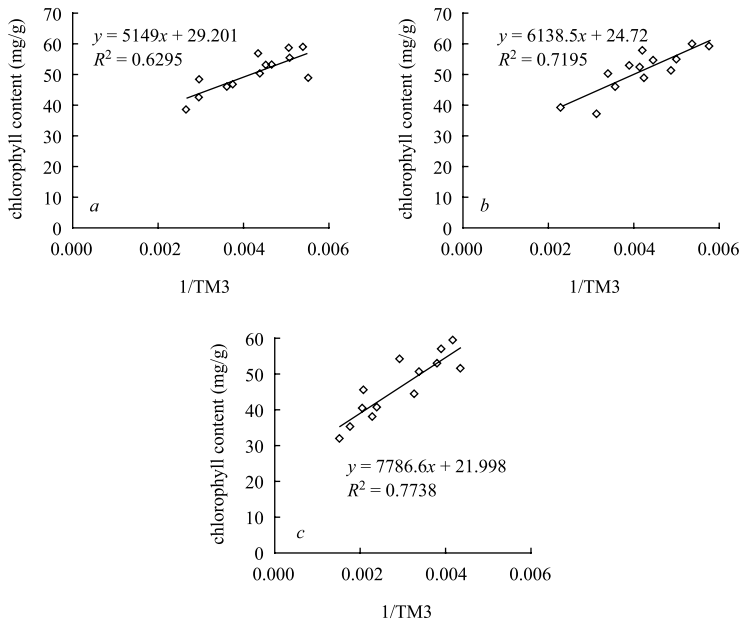 70
60
50
40
30
20
10
0
chlorophyll content (mg/g)
y = 5149x + 29.201
R² = 0.6295
a
0.000 0.002 0.004 0.006
1/TM3
70
60
50
40
30
20
10
0
chlorophyll content (mg/g)
y = 6138.5x + 24.72
R² = 0.7195
b
0.000 0.002 0.004 0.006
1/TM3
60
50
40
30
20
10
0
chlorophyll content (mg/g)
y = 7786.6x + 21.998
R² = 0.7738
c
0.000 0.002 0.004 0.006
1/TM3